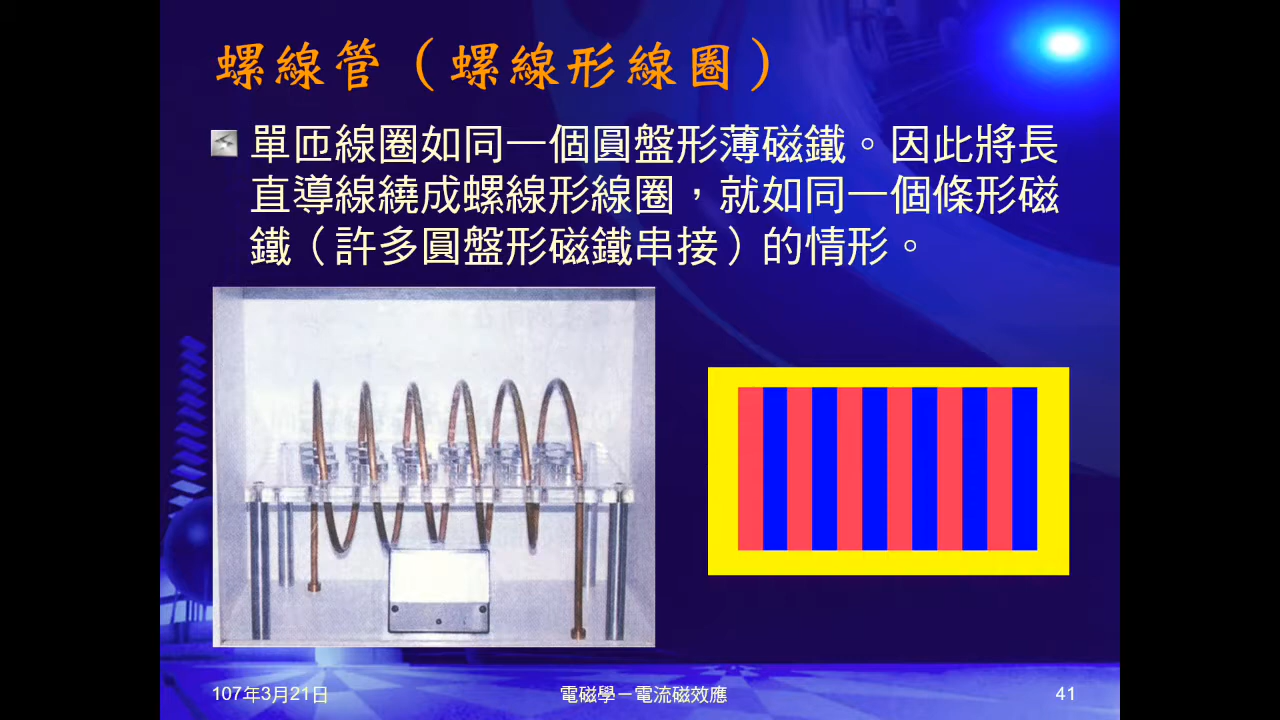 螺線管（螺線形線圈）
單匝線圈如同一個圓盤形薄磁鐵。因此將長
直導線繞成螺線形線圈，就如同一個條形磁
鐵（許多圓盤形磁鐵串接）的情形。
107年3月21日
電磁學－電流磁效應
41